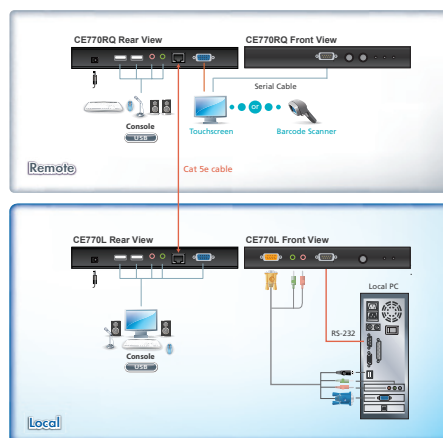 CE770RQ Rear View
CE770RQ Front View
Serial Cable
or
Console
USB
Touchscreen
Barcode Scanner
Remote
Cat 5e cable
CE770L Rear View
CE770L Front View
Local PC
RS-232
Console
USB
Local